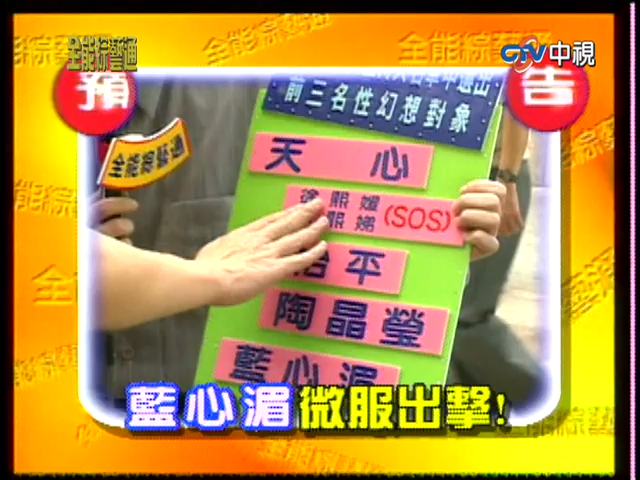 全能綜藝通
CTV中視
預
告
前三名性幻想對象
全能綜藝通
天心
徐熙媛
熙娣
(SOS)
怡平
陶晶瑩
藍心湄
藍心湄微服出擊!